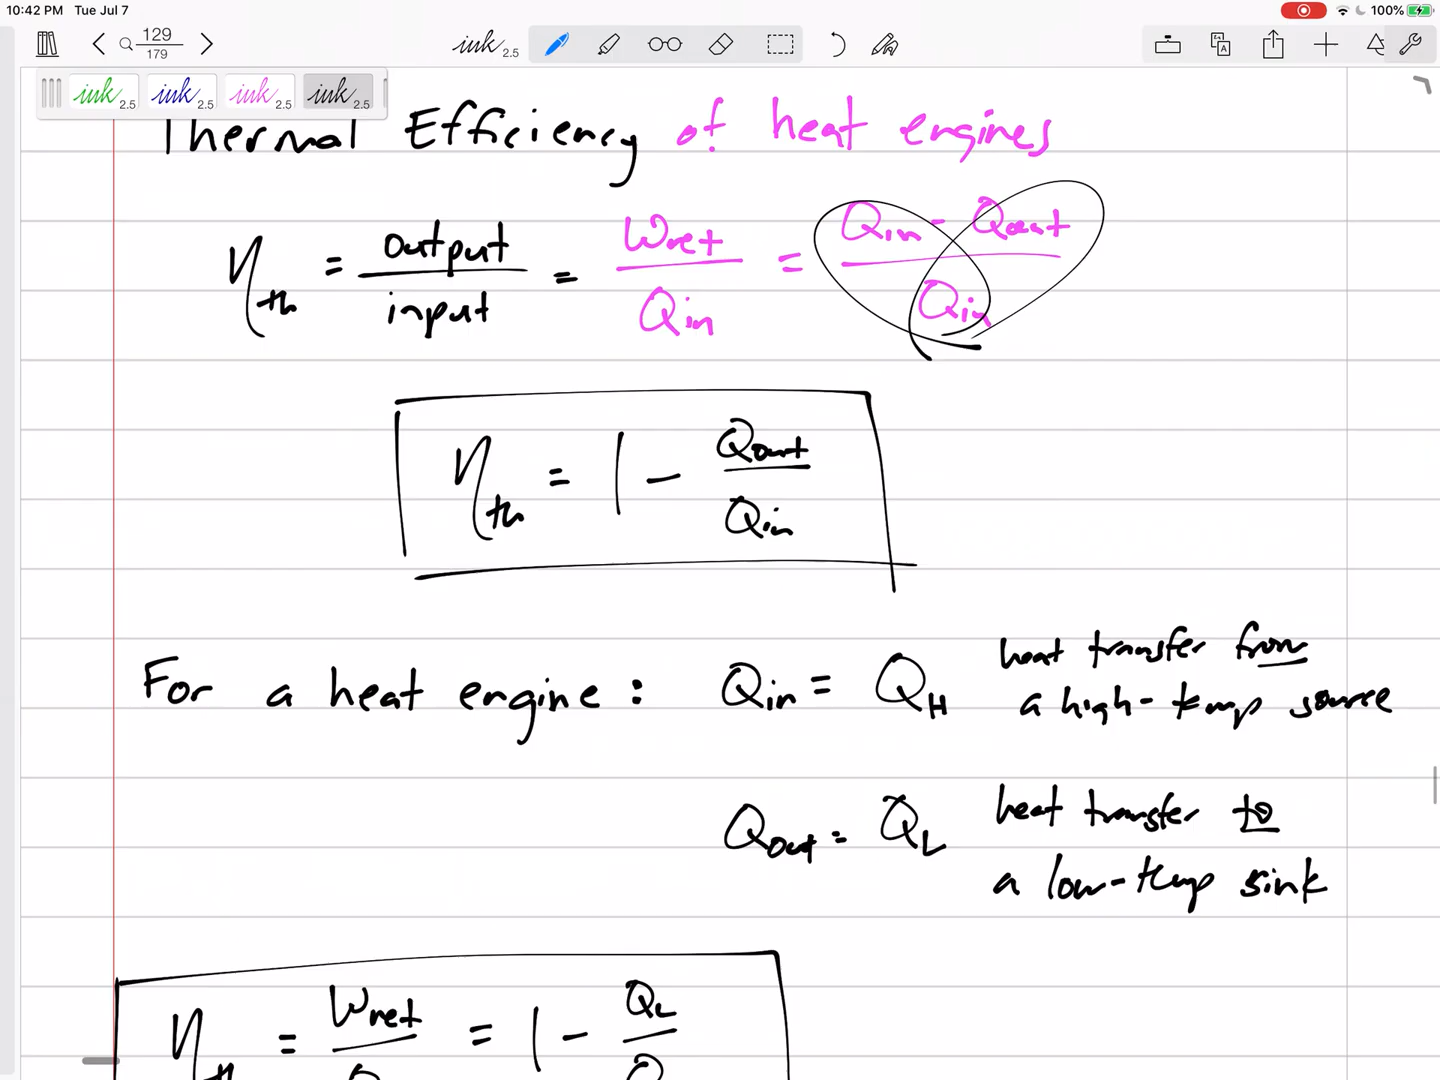 10:42 PM Tue Jul 7
100%
129
179
ink 2.5
ink 2.5
ink 2.5
ink 2.5
ink 2.5
Thermal Efficiency of heat engines
η_th = output / input = Wnet / Qin = Qin - Qout / Qin
η_th = 1 - Qout / Qin
For a heat engine: Qin = QH heat transfer from
a high-temp source
Qout = QL heat transfer to
a low-temp sink
η_th = Wnet / Q = 1 - QL / Q